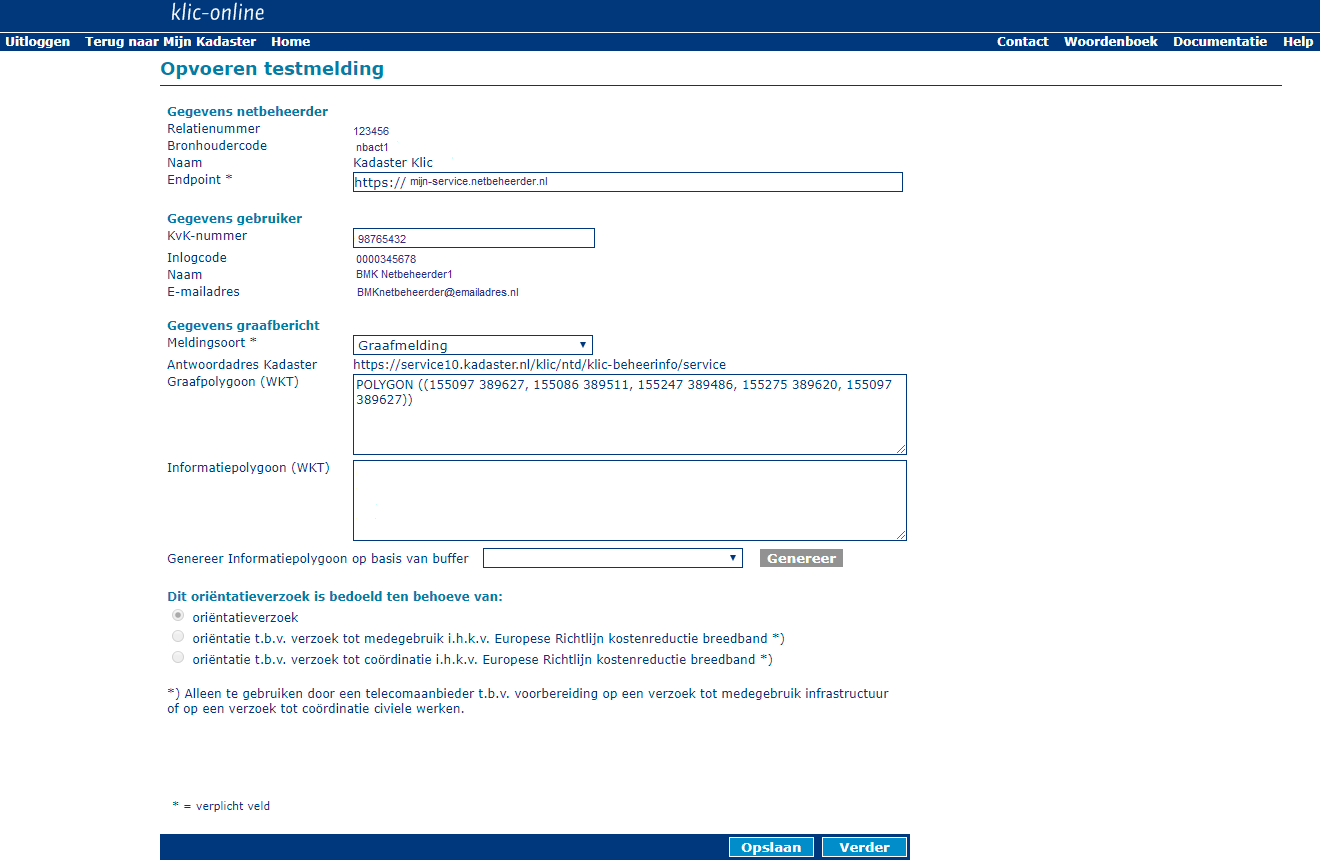 klic-online
Uitloggen Terug naar Mijn Kadaster Home Contact Woordenboek Documentatie Help
Opvoeren testmelding
Gegevens netbeheerder
Relatienummer 123456
Bronhoudercode nbact1
Naam Kadaster Klic
Endpoint * https:// mijn-service.netbeheerder.nl
Gegevens gebruiker
KvK-nummer 98765432
Inlogcode 0000345678
Naam BMK Netbeheerder1
E-mailadres BMKnetbeheerder@emailadres.nl
Gegevens graafbericht
Meldingsoort * Graafmelding
Antwoordadres Kadaster https://service10.kadaster.nl/klic/ntd/klic-beheerinfo/service
Graafpolygoon (WKT) POLYGON ((155097 389627, 155086 389511, 155247 389486, 155275 389620, 155097
389627))
Informatiepolygoon (WKT)
Genereer Informatiepolygoon op basis van buffer Genereer
Dit oriëntatieverzoek is bedoeld ten behoeve van:
oriëntatieverzoek
oriëntatie t.b.v. verzoek tot medegebruik i.h.k.v. Europese Richtlijn kostenreductie breedband *)
oriëntatie t.b.v. verzoek tot coördinatie i.h.k.v. Europese Richtlijn kostenreductie breedband *)
*) Alleen te gebruiken door een telecomaanbieder t.b.v. voorbereiding op een verzoek tot medegebruik infrastructuur
of op een verzoek tot coördinatie civiele werken.
* = verplicht veld
Opslaan Verder